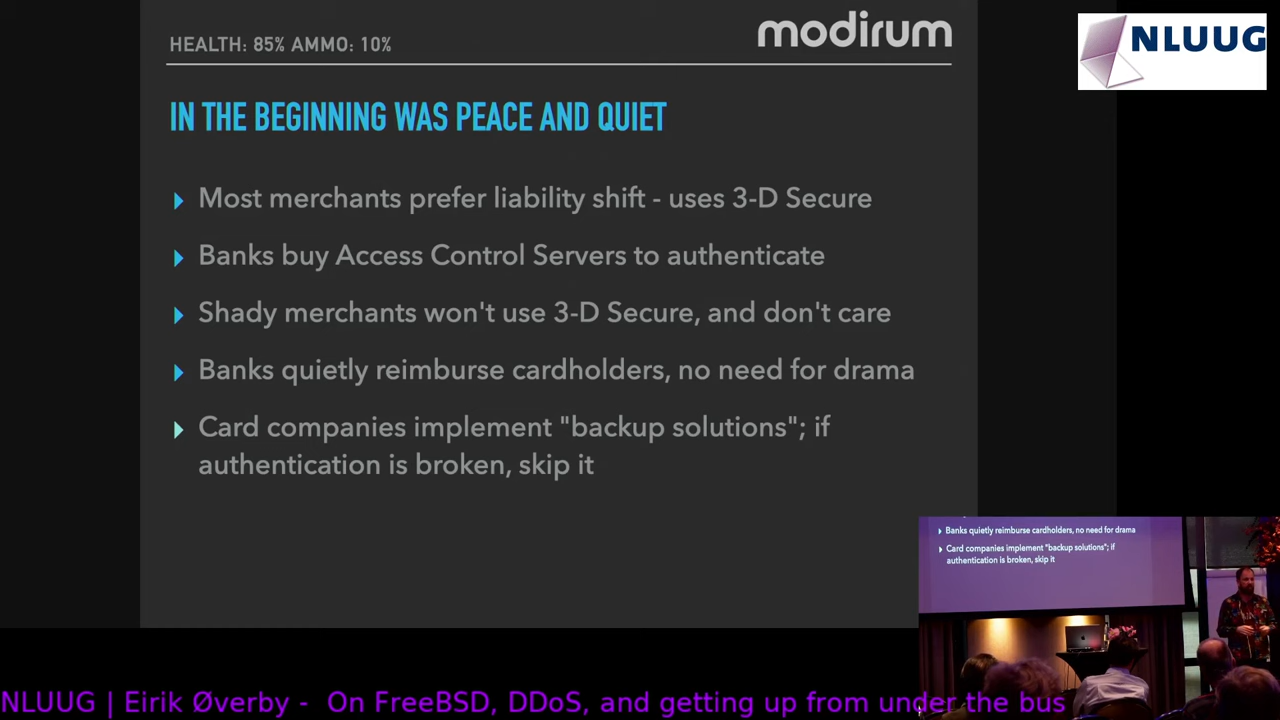 HEALTH: 85% AMMO: 10%
modirum
NLUUG
IN THE BEGINNING WAS PEACE AND QUIET
Most merchants prefer liability shift - uses 3-D Secure
Banks buy Access Control Servers to authenticate
Shady merchants won't use 3-D Secure, and don't care
Banks quietly reimburse cardholders, no need for drama
Card companies implement "backup solutions"; if
authentication is broken, skip it
Banks quietly reimburse cardholders, no need for drama
Card companies implement "backup solutions"; if
authentication is broken, skip it
NLUUG | Eirik Øverby - On FreeBSD, DDoS, and getting up from under the bus